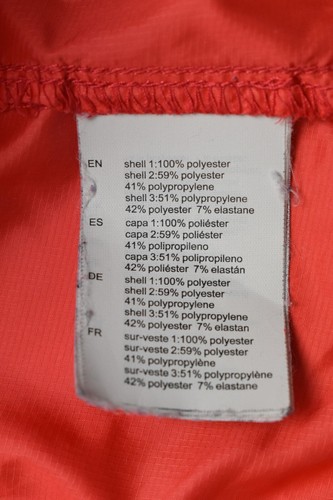 EN shell 1:100% polyester
shell 2:59% polyester
41% polypropylene
shell 3:51% polypropylene
42% polyester 7% elastane
ES capa 1:100% poliéster
capa 2:59% poliéster
41% polipropileno
capa 3:51% polipropileno
42% poliéster 7% elastán
DE shell 1:100% polyester
shell 2:59% polyester
41% polypropylene
shell 3:51% polypropylene
42% polyester 7% elastan
FR sur-veste 1:100% polyester
sur-veste 2:59% polyester
41% polypropylène
sur-veste 3:51% polypropylène
42% polyester 7% elastane